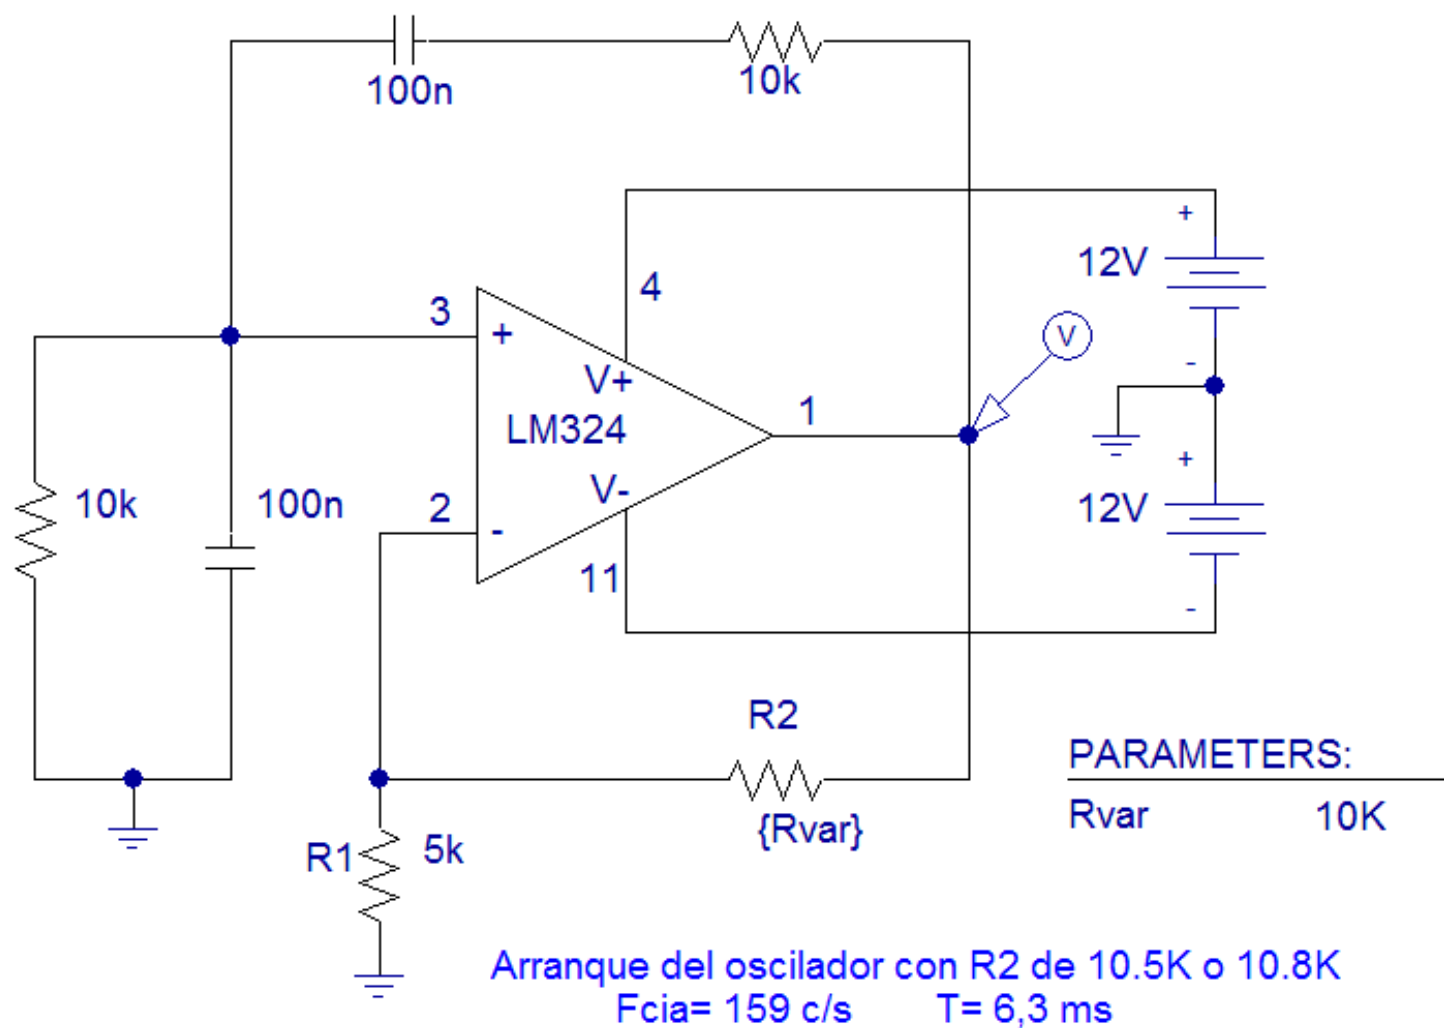 100n
10k
+
12V
4
3
+
V
V+
-
1
LM324
+
10k
100n
2
V-
12V
-
11
-
R2
PARAMETERS:
{Rvar}
Rvar 10K
R1
5k
Arranque del oscilador con R2 de 10.5K o 10.8K
Fcia= 159 c/s T= 6,3 ms